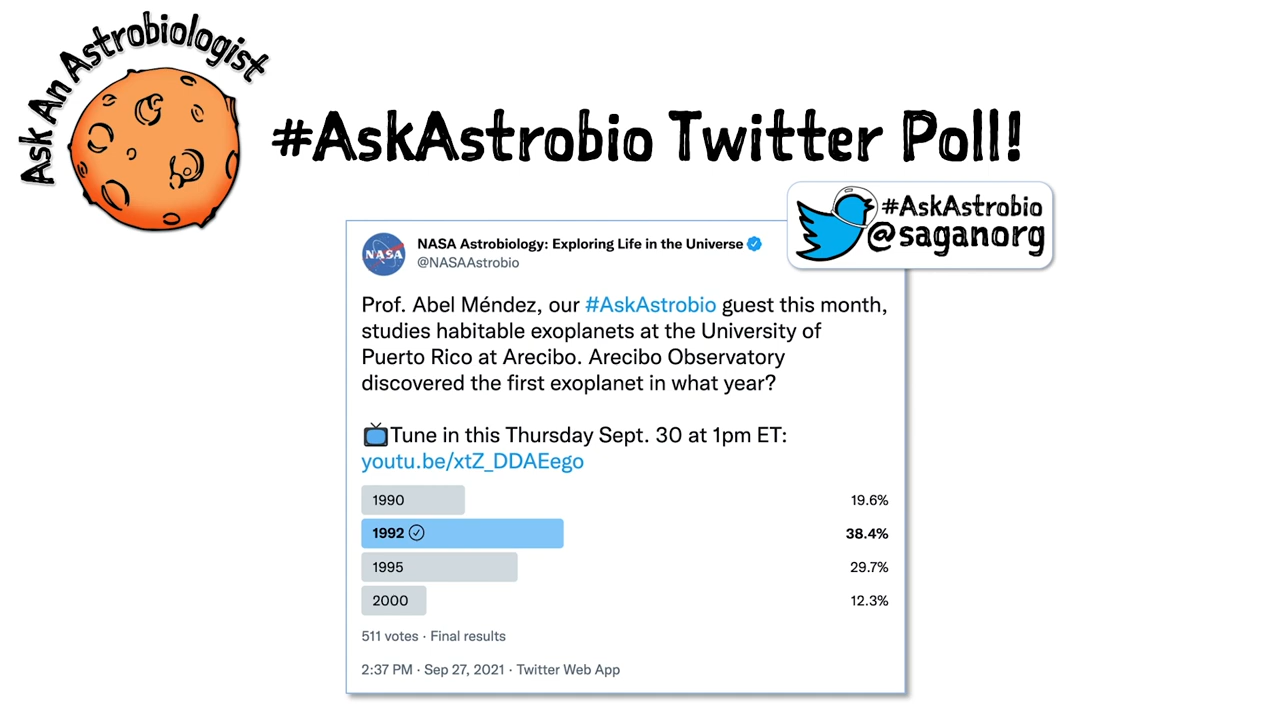 Ask An Astrobiologist
#AskAstrobio Twitter Poll!
#AskAstrobio
@saganorg
NASA
NASA Astrobiology: Exploring Life in the Universe
@NASAAstrobio
Prof. Abel Méndez, our #AskAstrobio guest this month,
studies habitable exoplanets at the University of
Puerto Rico at Arecibo. Arecibo Observatory
discovered the first exoplanet in what year?
📺Tune in this Thursday Sept. 30 at 1pm ET:
youtu.be/xtZ_DDAEego
1990 19.6%
1992 38.4%
1995 29.7%
2000 12.3%
511 votes · Final results
2:37 PM · Sep 27, 2021 · Twitter Web App